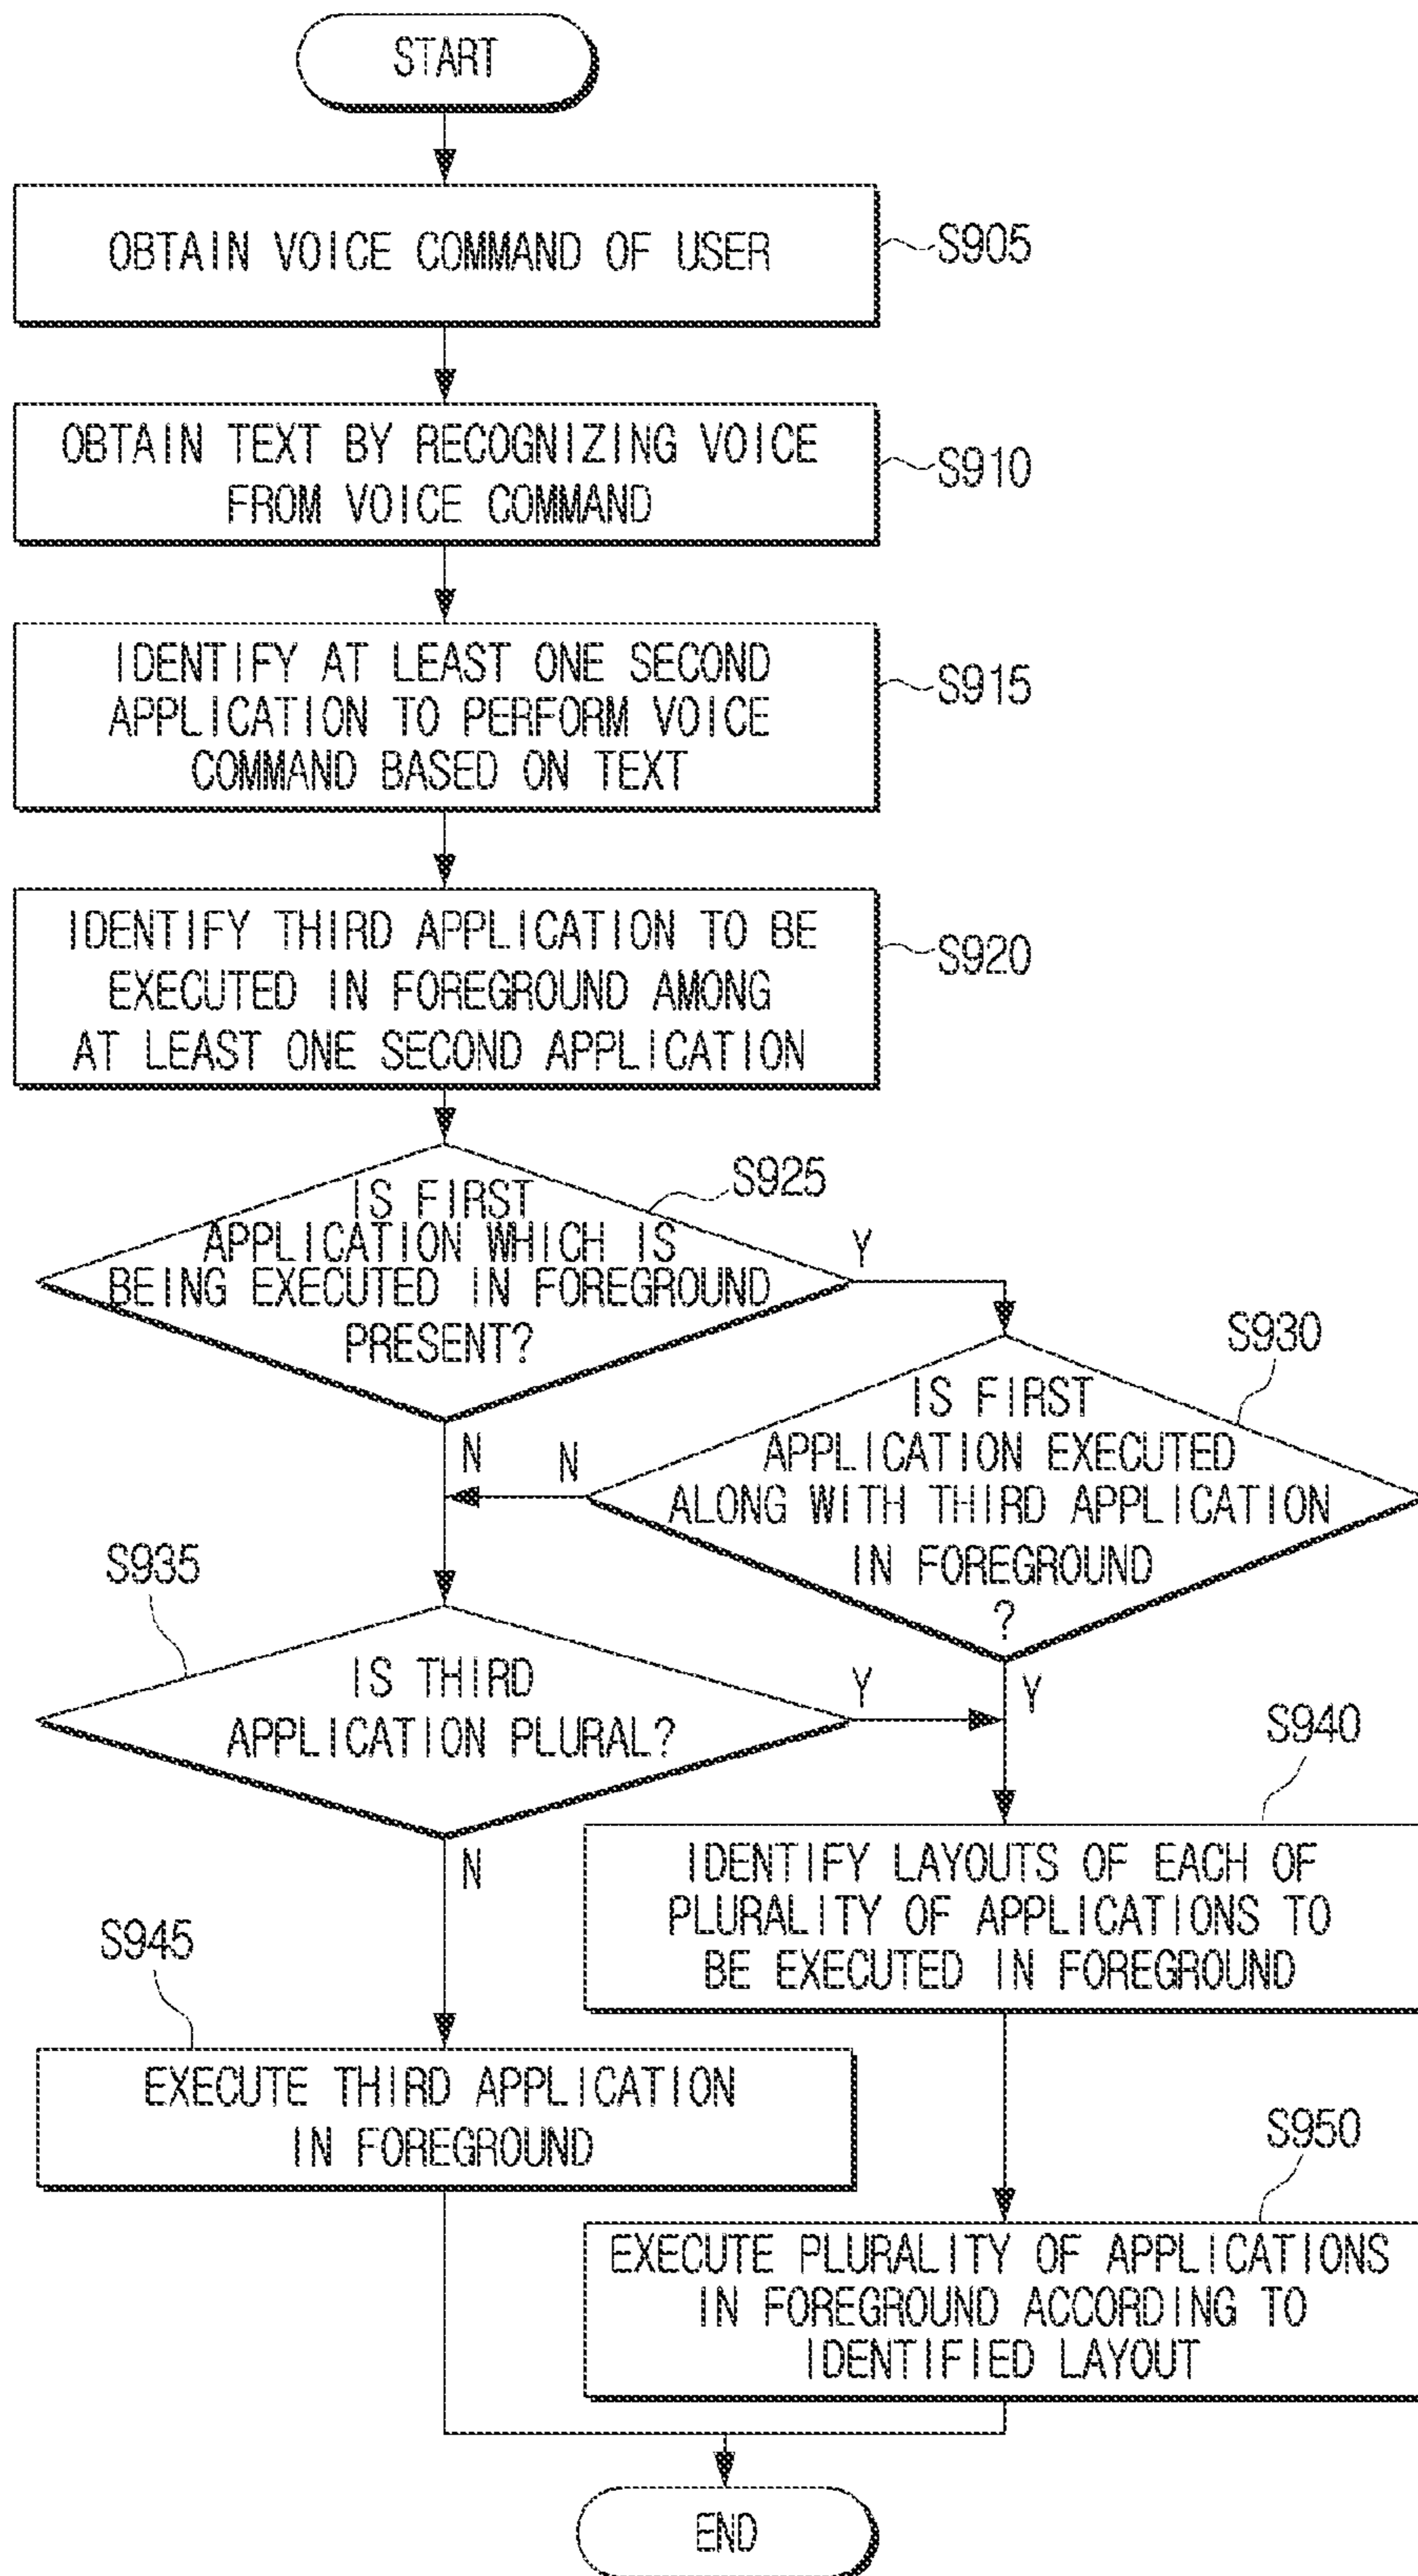 START
OBTAIN VOICE COMMAND OF USER
S905
OBTAIN TEXT BY RECOGNIZING VOICE
FROM VOICE COMMAND
S910
IDENTIFY AT LEAST ONE SECOND
APPLICATION TO PERFORM VOICE
COMMAND BASED ON TEXT
S915
IDENTIFY THIRD APPLICATION TO BE
EXECUTED IN FOREGROUND AMONG
AT LEAST ONE SECOND APPLICATION
S920
IS FIRST
APPLICATION WHICH IS
BEING EXECUTED IN FOREGROUND
PRESENT?
S925
Y
N
IS FIRST
APPLICATION EXECUTED
ALONG WITH THIRD APPLICATION
IN FOREGROUND
?
S930
N
Y
S935
IS THIRD
APPLICATION PLURAL?
Y
N
S940
IDENTIFY LAYOUTS OF EACH OF
PLURALITY OF APPLICATIONS TO
BE EXECUTED IN FOREGROUND
S945
EXECUTE THIRD APPLICATION
IN FOREGROUND
S950
EXECUTE PLURALITY OF APPLICATIONS
IN FOREGROUND ACCORDING TO
IDENTIFIED LAYOUT
END